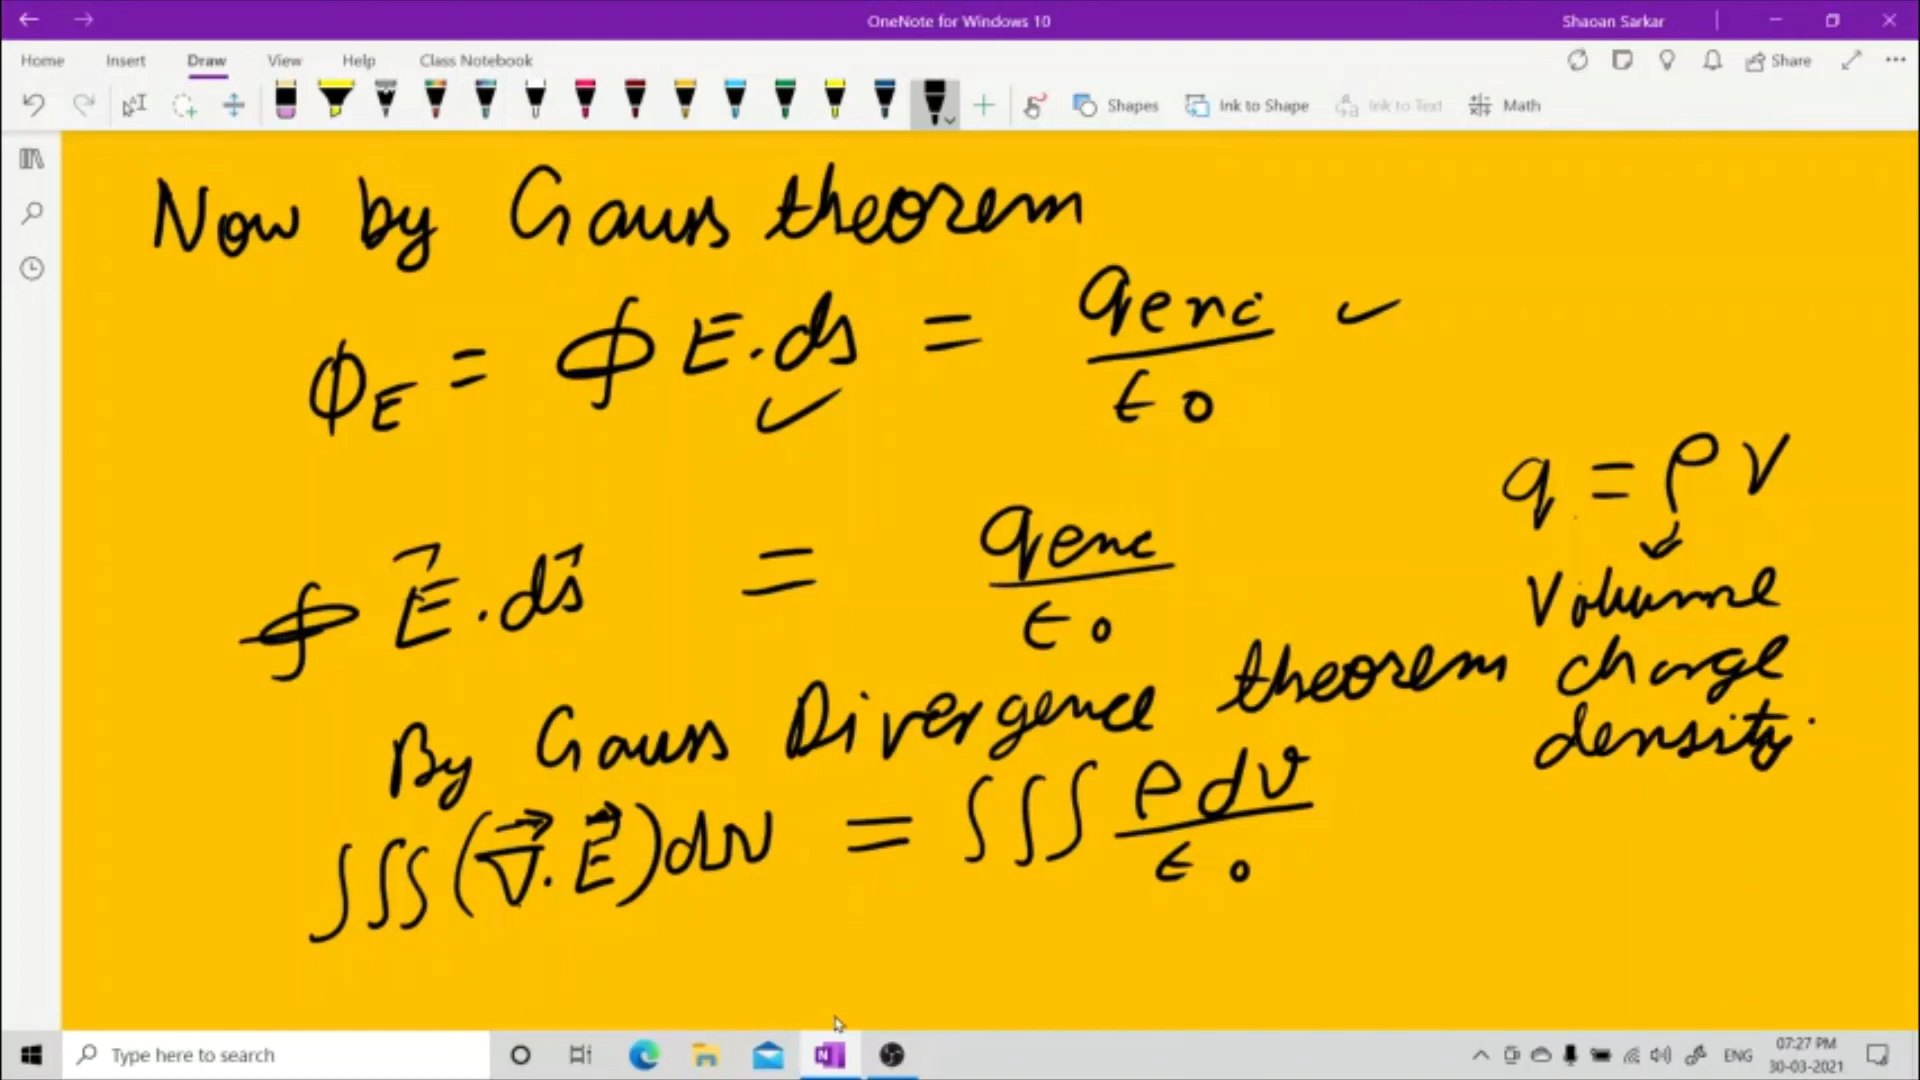 OneNote for Windows 10
Shaoan Sarkar
Home Insert Draw View Help Class Notebook Share
Shapes Ink to Shape Ink to Text Math
Now by Gauss theorem
ϕE = ∮ E.ds = qenc / ε0 ✓
✓
q = ρV
Volume charge density.
∮ E⃗.ds⃗ = qenc / ε0
By Gauss Divergence theorem
∫∫∫(∇⃗.E⃗)dv = ∫∫∫ ρdv / ε0
Type here to search
ENG
07:27 PM
30-03-2021